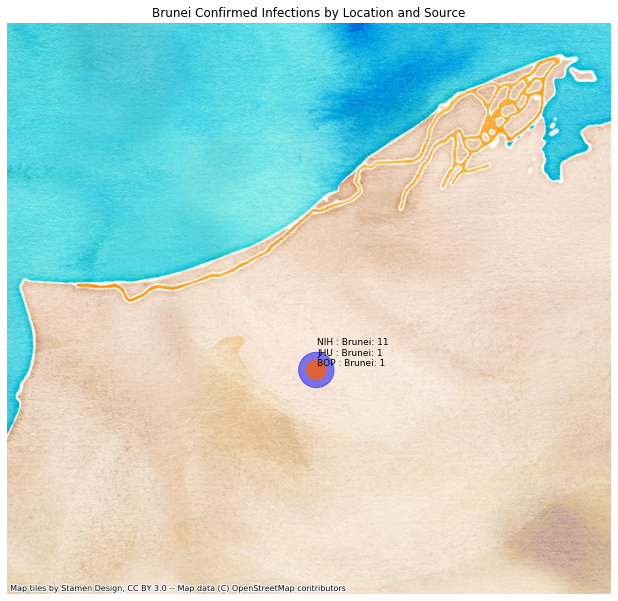 Brunei Confirmed Infections by Location and Source
NIH : Brunei: 11
JHU : Brunei: 1
BOP : Brunei: 1
Map tiles by Stamen Design, CC BY 3.0 -- Map data (C) OpenStreetMap contributors